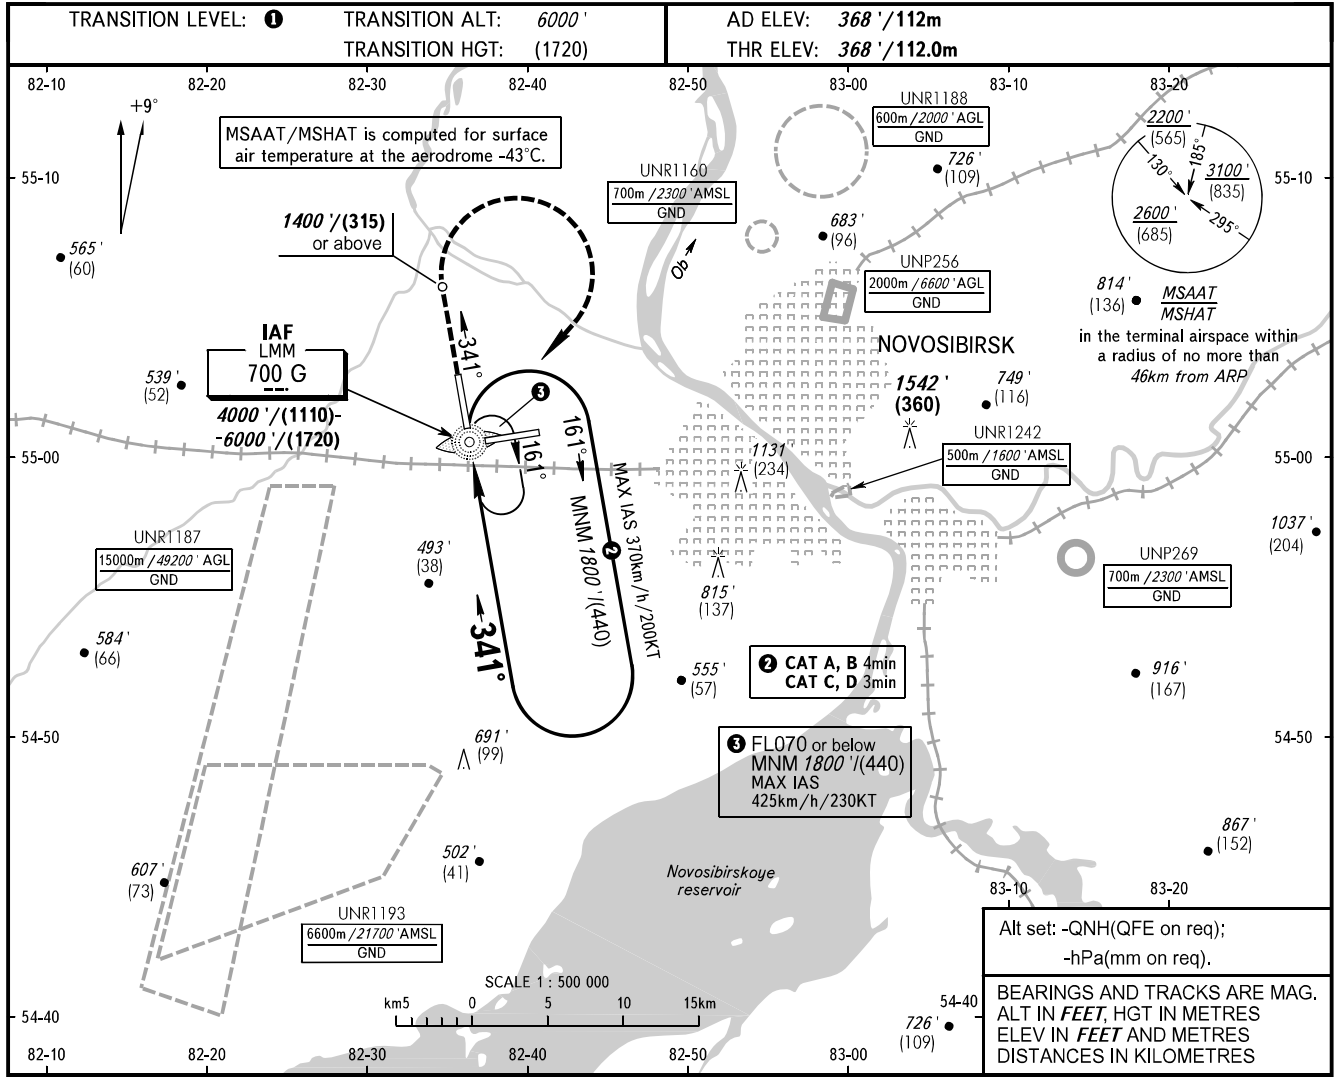 TRANSITION LEVEL: ❶
TRANSITION ALT: 6000 '
TRANSITION HGT: (1720)
AD ELEV: 368 '/112m
THR ELEV: 368 '/112.0m
82-10
82-20
82-30
82-40
82-50
83-00
83-10
83-20
+9°
MSAAT/MSHAT is computed for surface
air temperature at the aerodrome -43°C.
UNR1188
600m/2000 'AGL
GND
726 '
(109)
2200 '
(565)
130°
185°
3100 '
(835)
2600 '
(685)
295°
55-10
55-10
UNR1160
700m/2300 'AMSL
GND
1400 '/(315)
or above
565 '
(60)
683 '
(96)
Ob
UNP256
2000m/6600 'AGL
GND
814 '
(136)
MSAAT
MSHAT
in the terminal airspace within
a radius of no more than
46km from ARP
IAF
LMM
700 G
4000 '/(1110)-
-6000 '/(1720)
341°
539 '
(52)
NOVOSIBIRSK
1542 '
(360)
749 '
(116)
❸
161°
161°
MNM 1800 '/(440)
MAX IAS 370km/h/200KT
❷
1131 '
(234)
UNR1242
500m/1600 'AMSL
GND
55-00
55-00
UNR1187
15000m/49200 'AGL
GND
493 '
(38)
1037 '
(204)
UNP269
700m/2300 'AMSL
GND
815 '
(137)
341°
584 '
(66)
555 '
(57)
❷ CAT A, B 4min
CAT C, D 3min
916 '
(167)
❸ FL070 or below
MNM 1800 '/(440)
MAX IAS
425km/h/230KT
54-50
54-50
691 '
(99)
867 '
(152)
502 '
(41)
607 '
(73)
Novosibirskoye
reservoir
83-10
83-20
UNR1193
6600m/21700 'AMSL
GND
Alt set: -QNH(QFE on req);
-hPa(mm on req).
SCALE 1 : 500 000
km5
0
5
10
15km
BEARINGS AND TRACKS ARE MAG.
ALT IN FEET, HGT IN METRES
ELEV IN FEET AND METRES
DISTANCES IN KILOMETRES
54-40
54-40
726 '
(109)
82-10
82-20
82-30
82-40
82-50
83-00